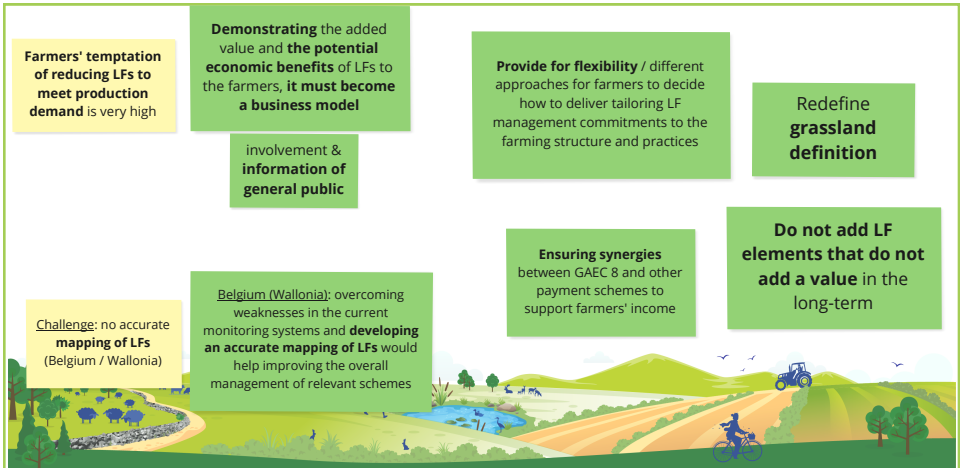 Farmers' temptation
of reducing LFs to
meet production
demand is very high
Demonstrating the added
value and the potential
economic benefits of LFs to
the farmers, it must become
a business model
involvement &
information of
general public
Provide for flexibility / different
approaches for farmers to decide
how to deliver tailoring LF
management commitments to the
farming structure and practices
Redefine
grassland
definition
Ensuring synergies
between GAEC 8 and other
payment schemes to
support farmers' income
Do not add LF
elements that do not
add a value in the
long-term
Challenge: no accurate
mapping of LFs
(Belgium / Wallonia)
Belgium (Wallonia): overcoming
weaknesses in the current
monitoring systems and developing
an accurate mapping of LFs would
help improving the overall
management of relevant schemes